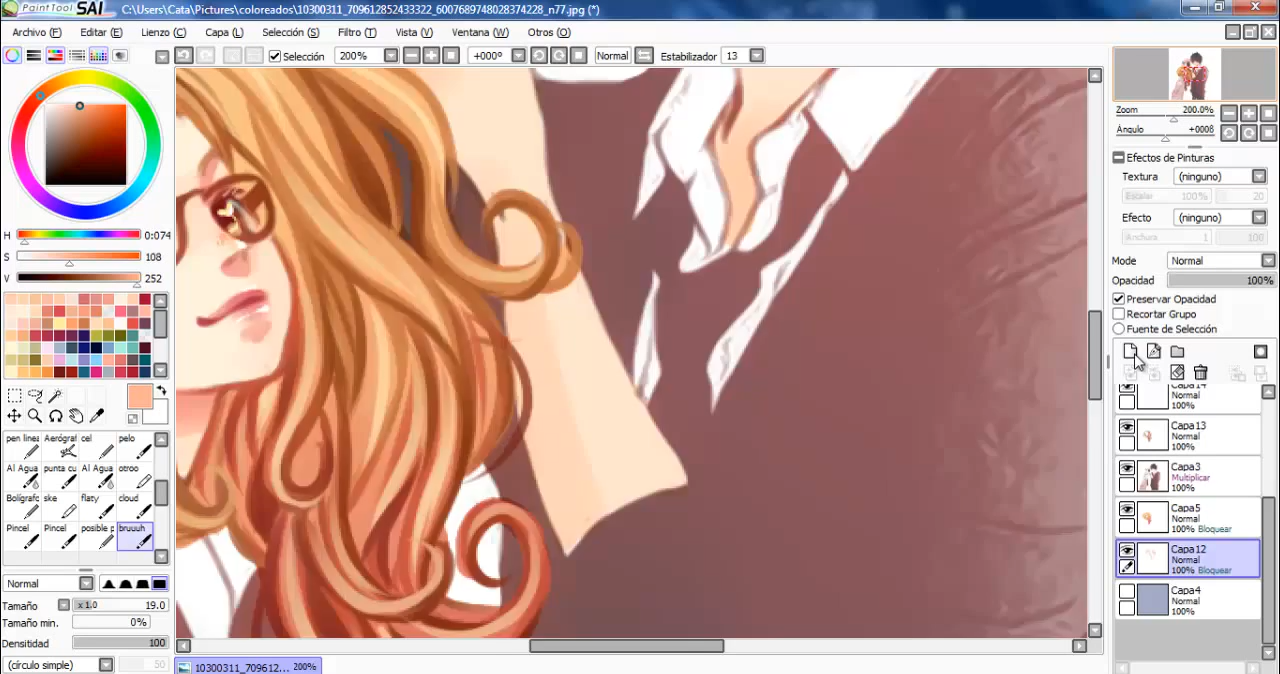 PaintTool SAI C:\Users\Cata\Pictures\coloreados\10300311_709612852433322_6007689748028374228_n77.jpg (*)
Archivo (F) Editar (E) Lienzo (C) Capa (L) Selección (S) Filtro (T) Vista (V) Ventana (W) Otros (O)
Selección 200% +000º Normal Estabilizador 13
Zoom 200.0%
Ángulo +000ß
Efectos de Pinturas
Textura (ninguno)
Escalar 100% 20
Efecto (ninguno)
Anchura 1 100
Mode Normal
Opacidad 100%
Preservar Opacidad
Recortar Grupo
Fuente de Selección
H 0:074
S 108
V 252
Capa14
Normal
100%
Capa13
Normal
100%
Capa3
Multiplicar
100%
Capa5
Normal
100% Bloquear
Capa12
Normal
100% Bloquear
Capa4
Normal
100%
pen linea Aerógraf cel pelo
Al Agua punta cu Al Agua otroo
Bolígrafo ske flaty cloud
Pincel Pincel posible p bruuuh
Normal
Tamaño x1.0 19.0
Tamaño min. 0%
Densitidad 100
(círculo simple) 50
10300311_709612... 200%